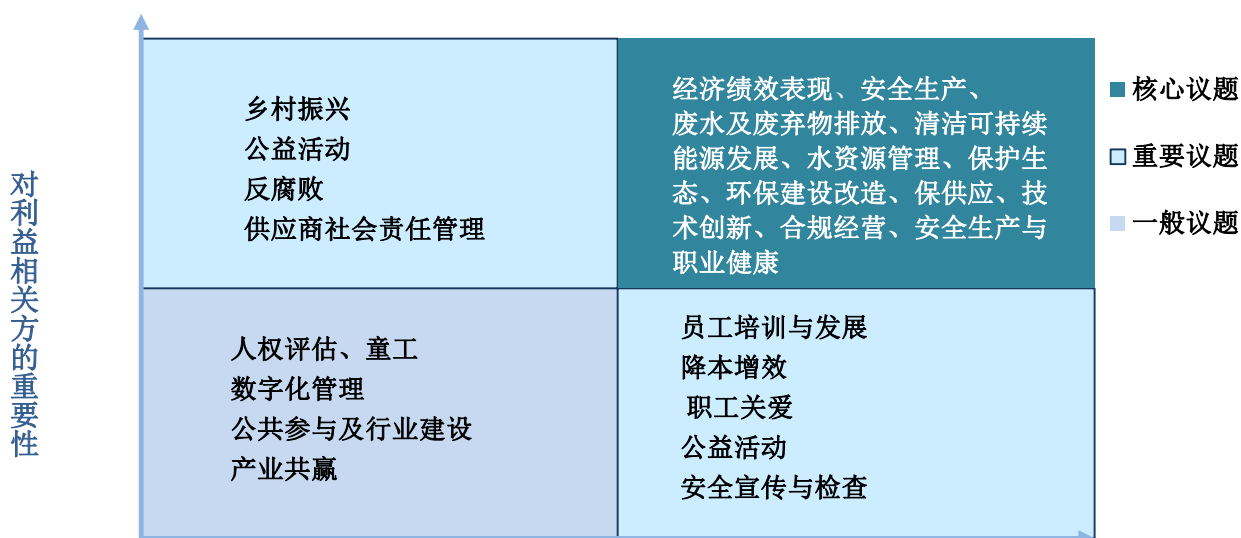 对利益相关方的重要性
乡村振兴
公益活动
反腐败
供应商社会责任管理
经济绩效表现、安全生产、
废水及废弃物排放、清洁可持续
能源发展、水资源管理、保护生
态、环保建设改造、保供应、技
术创新、合规经营、安全生产与
职业健康
核心议题
重要议题
一般议题
人权评估、童工
数字化管理
公共参与及行业建设
产业共赢
员工培训与发展
降本增效
职工关爱
公益活动
安全宣传与检查